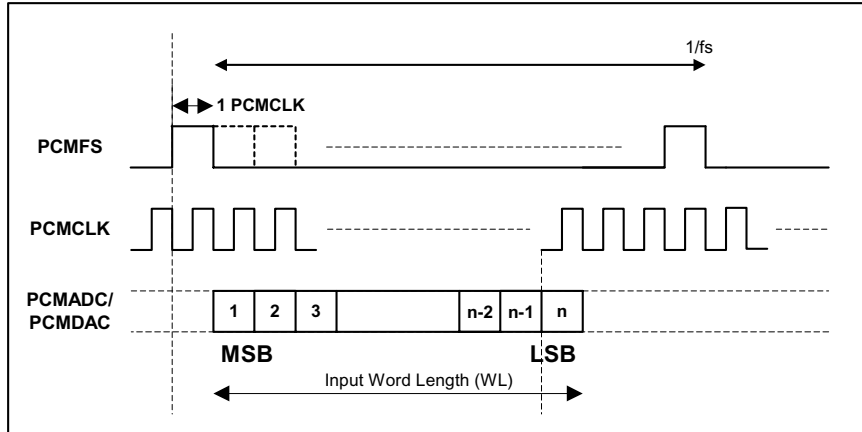 1/fs
1 PCMCLK
PCMFS
PCMCLK
PCMADC/
PCMDAC
1 2 3 n-2 n-1 n
MSB LSB
Input Word Length (WL)